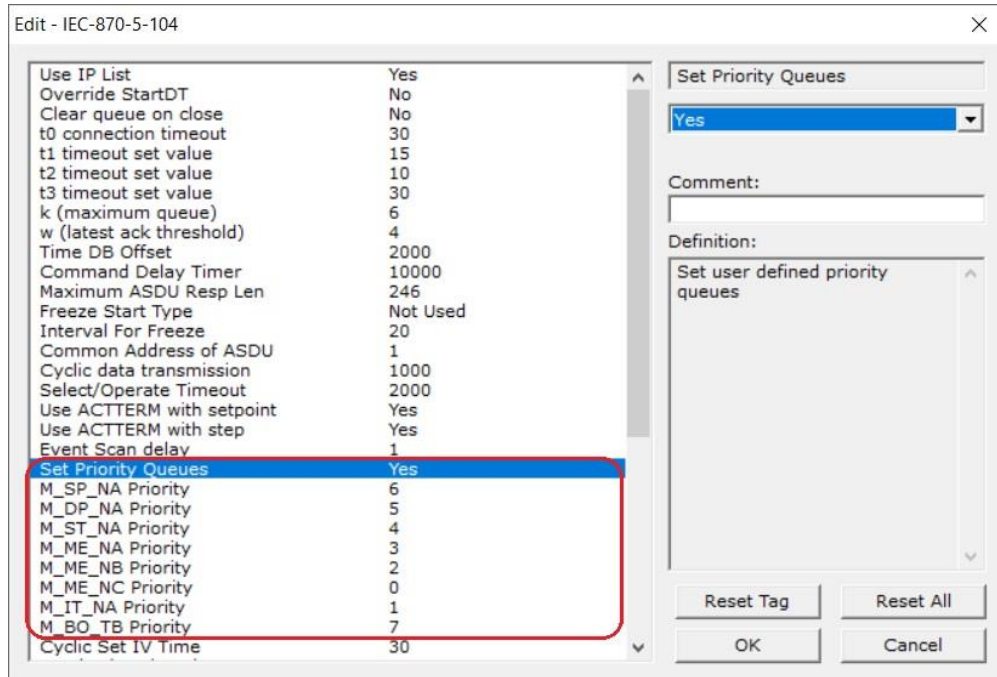 Edit - IEC-870-5-104
Use IP List Yes
Override StartDT No
Clear queue on close No
t0 connection timeout 30
t1 timeout set value 15
t2 timeout set value 10
t3 timeout set value 30
k (maximum queue) 6
w (latest ack threshold) 4
Time DB Offset 2000
Command Delay Timer 10000
Maximum ASDU Resp Len 246
Freeze Start Type Not Used
Interval For Freeze 20
Common Address of ASDU 1
Cyclic data transmission 1000
Select/Operate Timeout 2000
Use ACTTERM with setpoint Yes
Use ACTTERM with step Yes
Event Scan delay 1
Set Priority Queues Yes
M_SP_NA Priority 6
M_DP_NA Priority 5
M_ST_NA Priority 4
M_ME_NA Priority 3
M_ME_NB Priority 2
M_ME_NC Priority 0
M_IT_NA Priority 1
M_BO_TB Priority 7
Cyclic Set IV Time 30
Set Priority Queues
Yes
Comment:
Definition:
Set user defined priority
queues
Reset Tag Reset All
OK Cancel